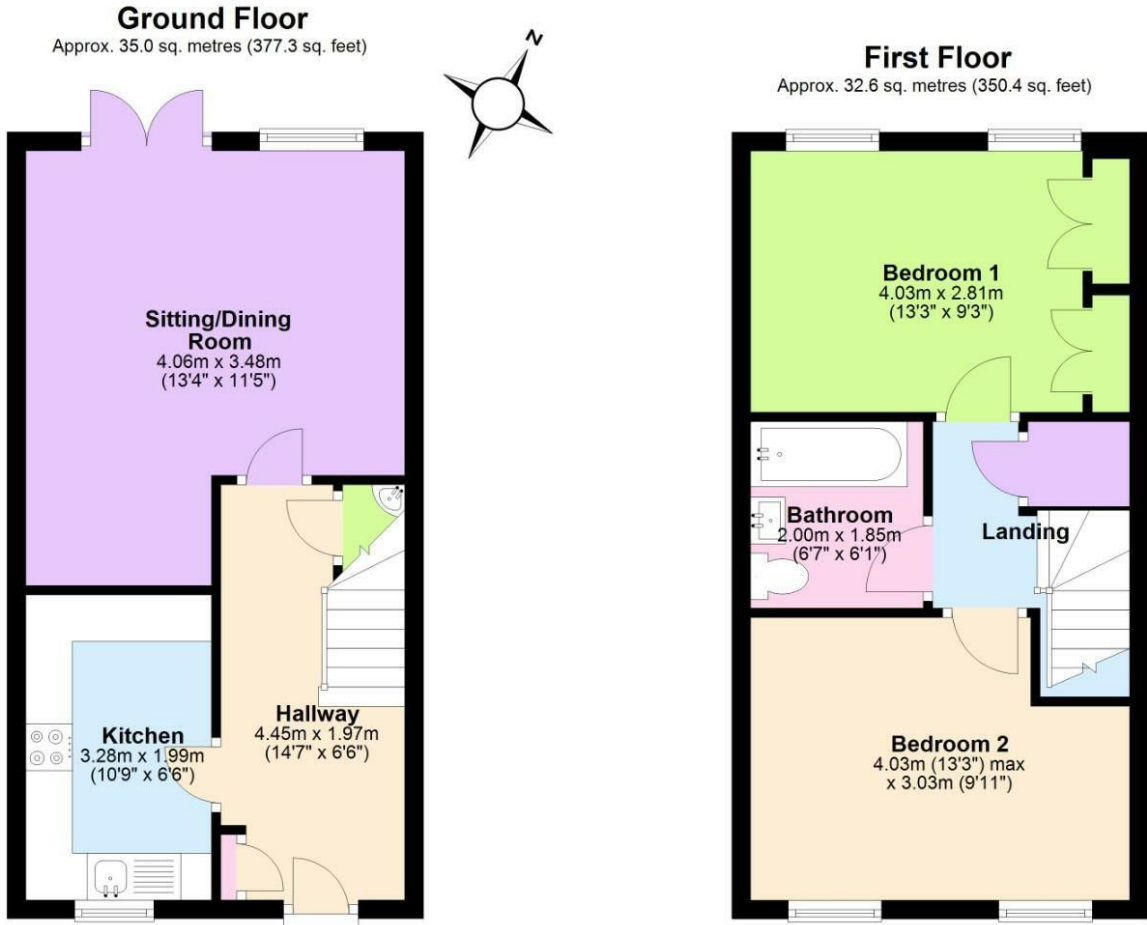 Ground Floor
Approx. 35.0 sq. metres (377.3 sq. feet)
N
First Floor
Approx. 32.6 sq. metres (350.4 sq. feet)
Sitting/Dining
Room
4.06m x 3.48m
(13'4" x 11'5")
Kitchen
3.28m x 1.99m
(10'9" x 6'6")
Hallway
4.45m x 1.97m
(14'7" x 6'6")
Bedroom 1
4.03m x 2.81m
(13'3" x 9'3")
Bathroom
2.00m x 1.85m
(6'7" x 6'1")
Landing
Bedroom 2
4.03m (13'3") max
x 3.03m (9'11")